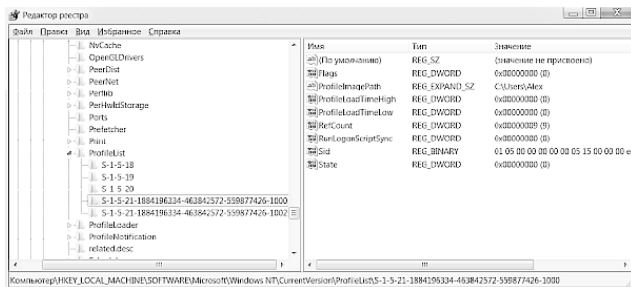 Редактор реестра
Файл Правка Вид Избранное Справка
NvCache
OpenGLDrivers
PeerDist
PeerNet
Perflib
PerHwIdStorage
Ports
Prefetcher
Print
ProfileList
S-1-5-18
S-1-5-19
S-1-5-20
S-1-5-21-1884196334-463842572-559877426-1000
S-1-5-21-1884196334-463842572-559877426-1002
ProfileLoader
ProfileNotification
related.desc
Имя Тип Значение
(По умолчанию) REG_SZ (значение не присвоено)
Flags REG_DWORD 0x00000000 (0)
ProfileImagePath REG_EXPAND_SZ C:\Users\Alex
ProfileLoadTimeHigh REG_DWORD 0x00000000 (0)
ProfileLoadTimeLow REG_DWORD 0x00000000 (0)
RefCount REG_DWORD 0x00000009 (9)
RunLogonScriptSync REG_DWORD 0x00000000 (0)
Sid REG_BINARY 01 05 00 00 00 00 00 05 15 00 00 00 e
State REG_DWORD 0x00000000 (0)
Компьютер\HKEY_LOCAL_MACHINE\SOFTWARE\Microsoft\Windows NT\CurrentVersion\ProfileList\S-1-5-21-1884196334-463842572-559877426-1000